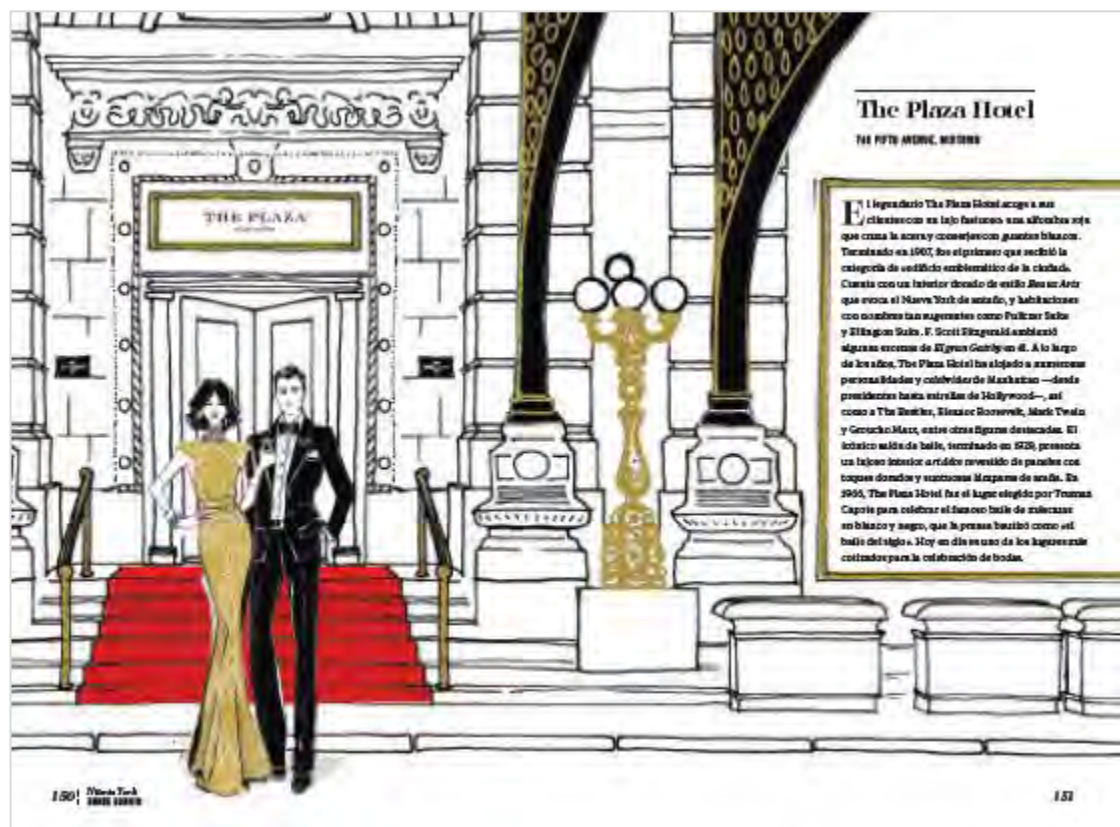 THE PLAZA
The Plaza Hotel
768 FIFTH AVENUE, MIDTOWN
El legendario The Plaza Hotel acoge a sus
clientes con un lujo fastuoso: una alfombra roja
que cruza la acera y conserjes con guantes blancos.
Terminado en 1907, fue el primero que recibió la
categoría de «edificio emblemático de la ciudad».
Cuenta con un interior dorado de estilo Beaux Arts
que evoca el Nueva York de antaño, y habitaciones
con nombres tan sugerentes como Pulitzer Suite
y Ellington Suite. F. Scott Fitzgerald ambientó
algunas escenas de El gran Gatsby en él. A lo largo
de los años, The Plaza Hotel ha alojado a numerosas
personalidades y celebridades de Manhattan —desde
presidentes hasta estrellas de Hollywood—, así
como a The Beatles, Eleanor Roosevelt, Mark Twain
y Groucho Marx, entre otras figuras destacadas. El
icónico salón de baile, terminado en 1929, presenta
un lujoso interior art déco revestido de paneles con
toques dorados y suntuosas lámparas de araña. En
1966, The Plaza Hotel fue el lugar elegido por Truman
Capote para celebrar el famoso baile de máscaras
en blanco y negro, que la prensa bautizó como «el
baile del siglo». Hoy en día es uno de los lugares más
cotizados para la celebración de bodas.
150
Nueva York
151